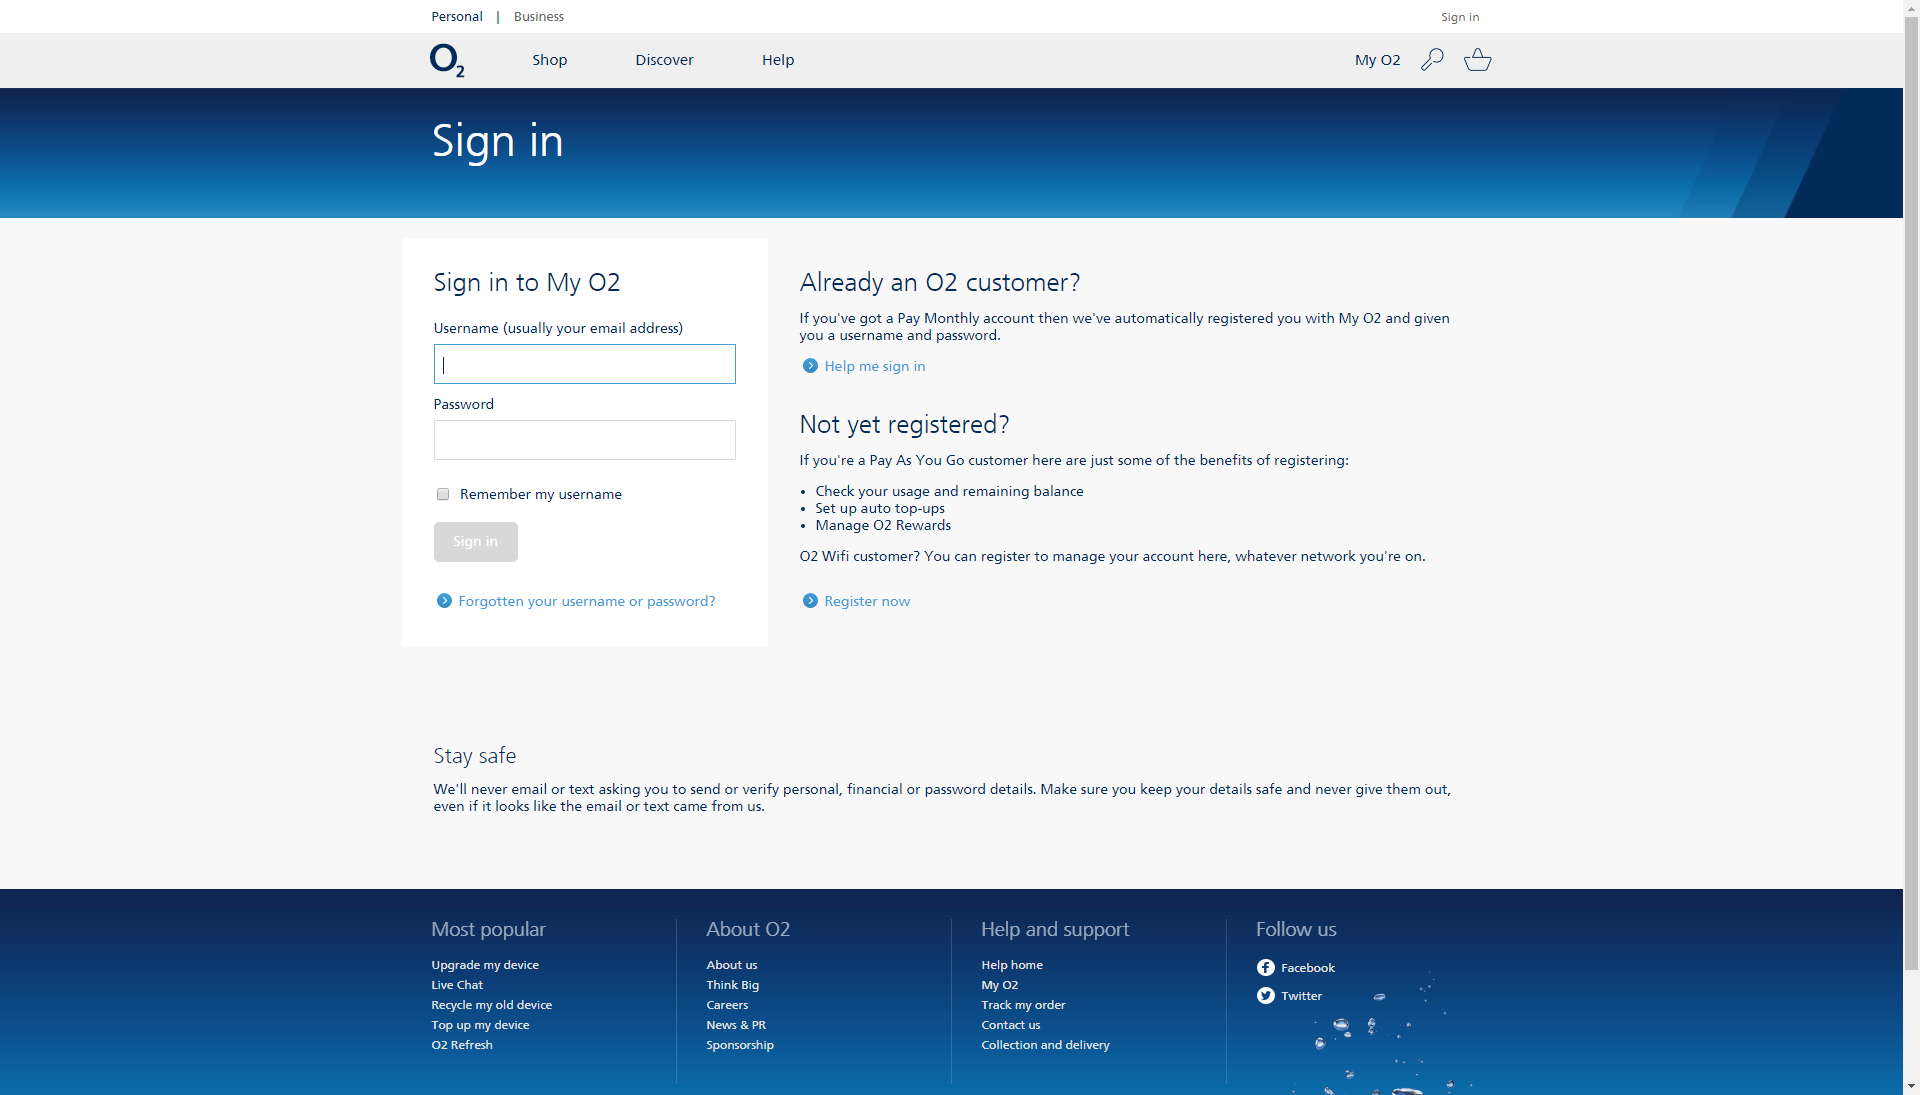 Personal | Business
Sign in
O2
Shop
Discover
Help
My O2
Sign in
Sign in to My O2
Username (usually your email address)
Password
Remember my username
Sign in
Forgotten your username or password?
Already an O2 customer?
If you've got a Pay Monthly account then we've automatically registered you with My O2 and given
you a username and password.
Help me sign in
Not yet registered?
If you're a Pay As You Go customer here are just some of the benefits of registering:
• Check your usage and remaining balance
• Set up auto top-ups
• Manage O2 Rewards
O2 Wifi customer? You can register to manage your account here, whatever network you're on.
Register now
Stay safe
We'll never email or text asking you to send or verify personal, financial or password details. Make sure you keep your details safe and never give them out,
even if it looks like the email or text came from us.
Most popular
Upgrade my device
Live Chat
Recycle my old device
Top up my device
O2 Refresh
About O2
About us
Think Big
Careers
News & PR
Sponsorship
Help and support
Help home
My O2
Track my order
Contact us
Collection and delivery
Follow us
Facebook
Twitter